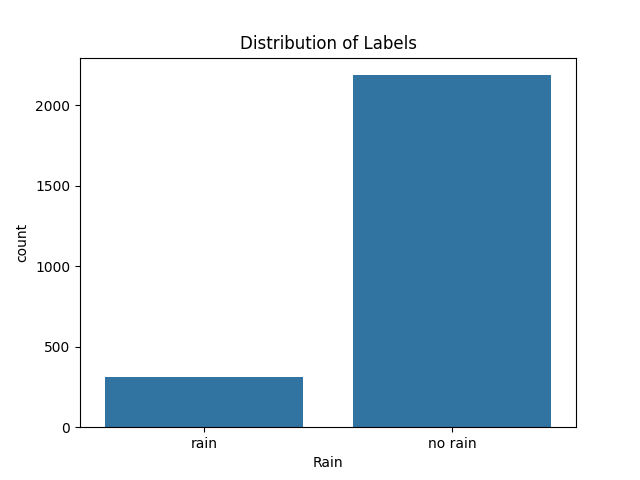 Distribution of Labels
2000
1500
1000
500
0
count
rain
no rain
Rain